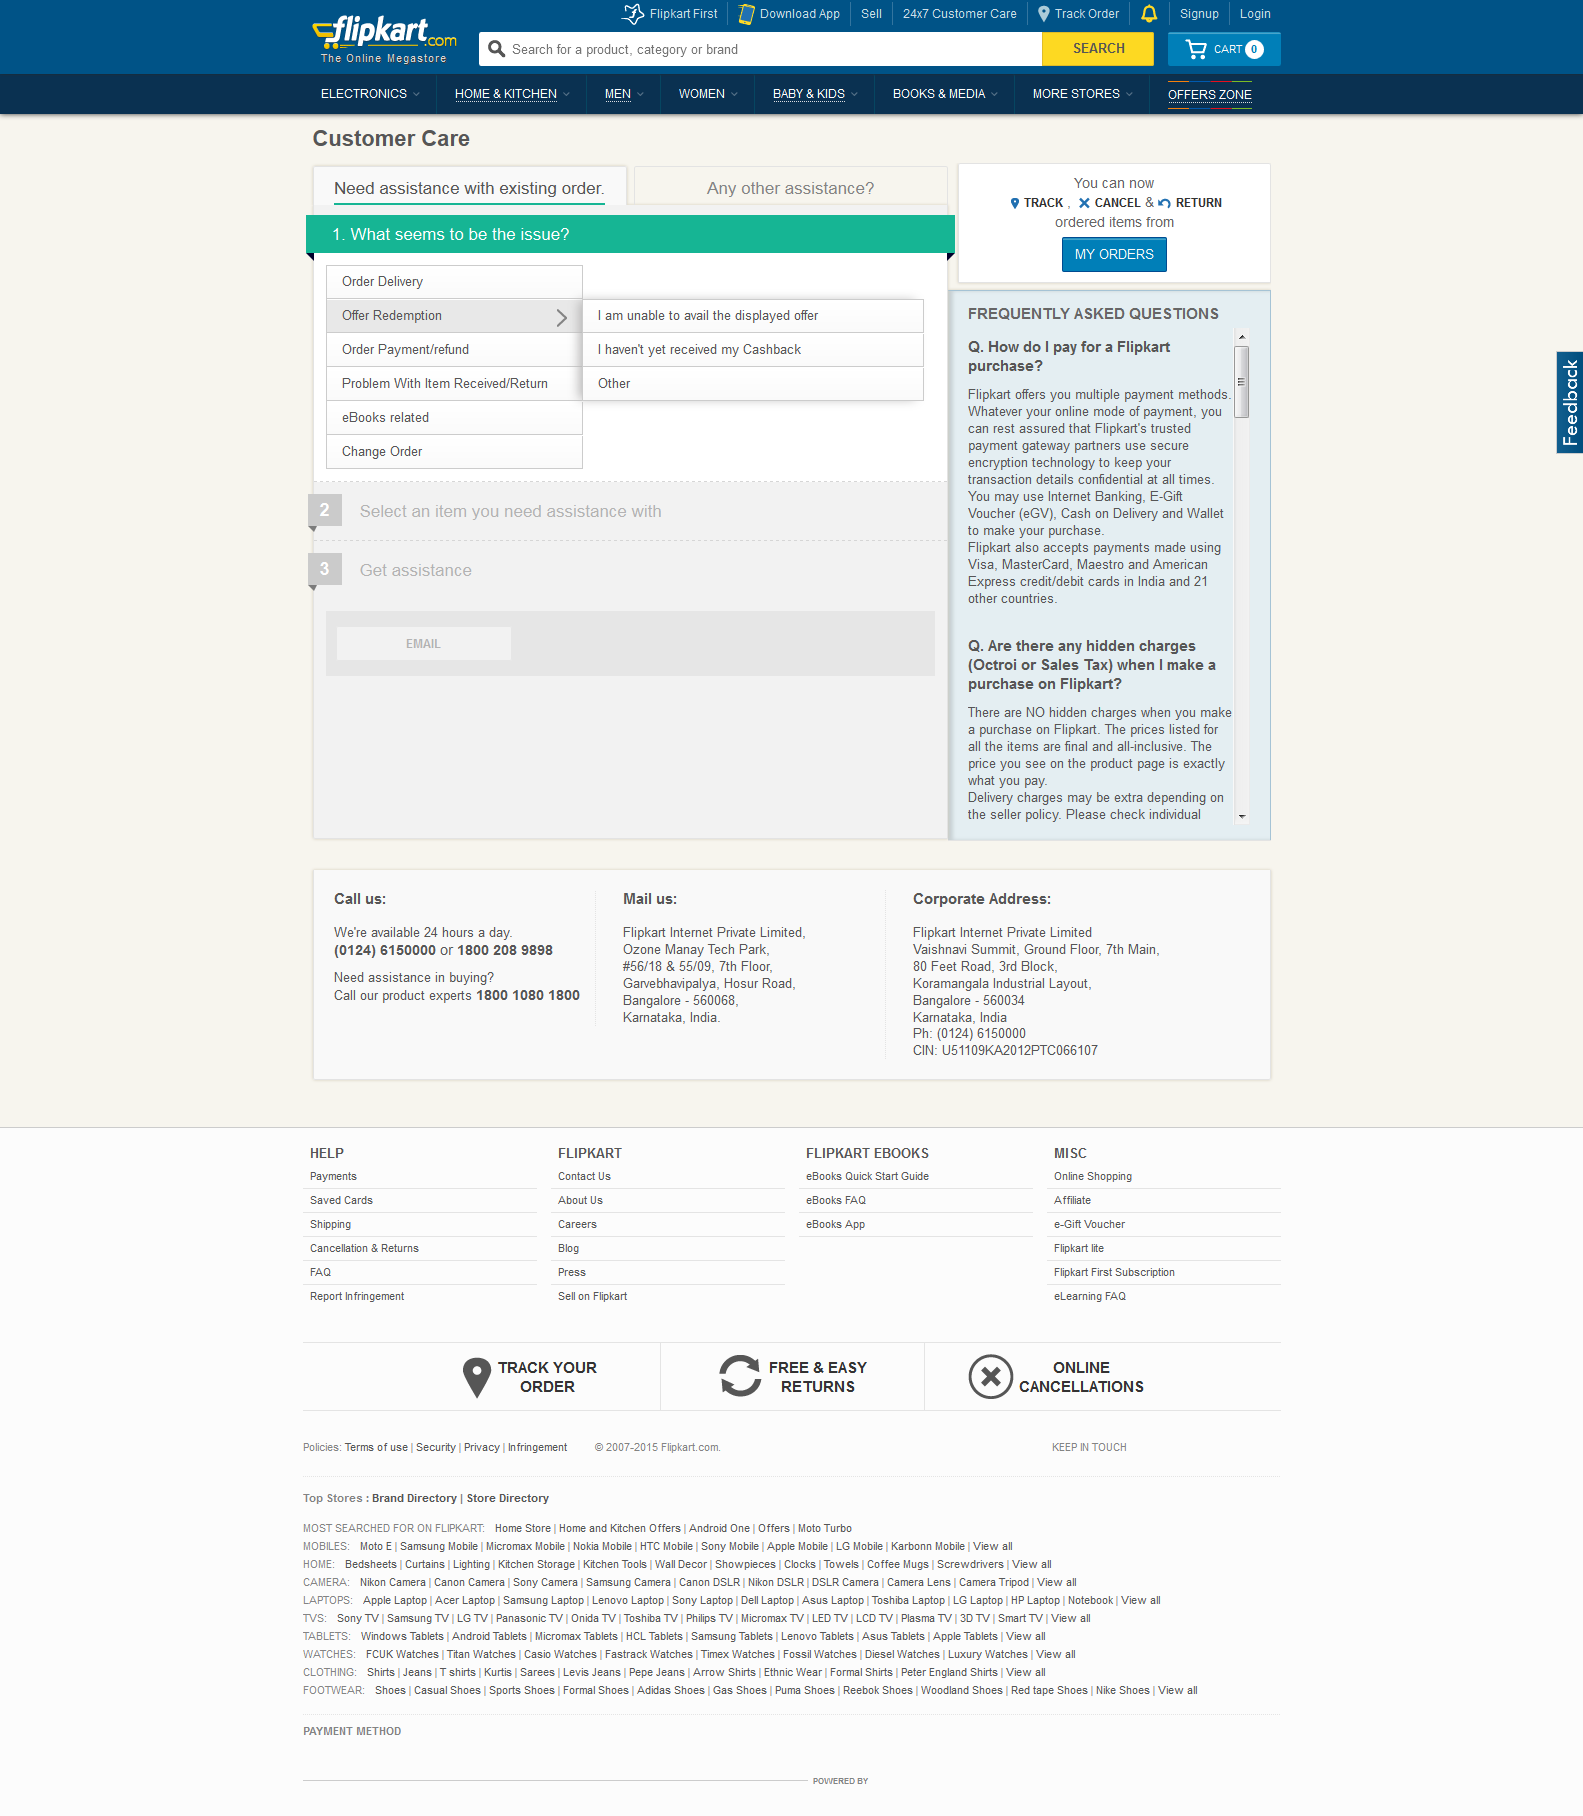 Flipkart First
Download App
Sell
24x7 Customer Care
Track Order
Signup
Login
flipkart.com
The Online Megastore
Search for a product, category or brand
SEARCH
CART 0
ELECTRONICS
HOME & KITCHEN
MEN
WOMEN
BABY & KIDS
BOOKS & MEDIA
MORE STORES
OFFERS ZONE
Customer Care
Need assistance with existing order.
Any other assistance?
1. What seems to be the issue?
Order Delivery
Offer Redemption
Order Payment/refund
Problem With Item Received/Return
eBooks related
Change Order
I am unable to avail the displayed offer
I haven't yet received my Cashback
Other
2 Select an item you need assistance with
3 Get assistance
EMAIL
You can now
TRACK , CANCEL & RETURN
ordered items from
MY ORDERS
FREQUENTLY ASKED QUESTIONS
Q. How do I pay for a Flipkart
purchase?
Flipkart offers you multiple payment methods.
Whatever your online mode of payment, you
can rest assured that Flipkart's trusted
payment gateway partners use secure
encryption technology to keep your
transaction details confidential at all times.
You may use Internet Banking, E-Gift
Voucher (eGV), Cash on Delivery and Wallet
to make your purchase.
Flipkart also accepts payments made using
Visa, MasterCard, Maestro and American
Express credit/debit cards in India and 21
other countries.
Q. Are there any hidden charges
(Octroi or Sales Tax) when I make a
purchase on Flipkart?
There are NO hidden charges when you make
a purchase on Flipkart. The prices listed for
all the items are final and all-inclusive. The
price you see on the product page is exactly
what you pay.
Delivery charges may be extra depending on
the seller policy. Please check individual
Feedback
Call us:
We're available 24 hours a day.
(0124) 6150000 or 1800 208 9898
Need assistance in buying?
Call our product experts 1800 1080 1800
Mail us:
Flipkart Internet Private Limited,
Ozone Manay Tech Park,
#56/18 & 55/09, 7th Floor,
Garvebhavipalya, Hosur Road,
Bangalore - 560068,
Karnataka, India.
Corporate Address:
Flipkart Internet Private Limited
Vaishnavi Summit, Ground Floor, 7th Main,
80 Feet Road, 3rd Block,
Koramangala Industrial Layout,
Bangalore - 560034
Karnataka, India
Ph: (0124) 6150000
CIN: U51109KA2012PTC066107
HELP
Payments
Saved Cards
Shipping
Cancellation & Returns
FAQ
Report Infringement
FLIPKART
Contact Us
About Us
Careers
Blog
Press
Sell on Flipkart
FLIPKART EBOOKS
eBooks Quick Start Guide
eBooks FAQ
eBooks App
MISC
Online Shopping
Affiliate
e-Gift Voucher
Flipkart lite
Flipkart First Subscription
eLearning FAQ
TRACK YOUR
ORDER
FREE & EASY
RETURNS
ONLINE
CANCELLATIONS
Policies: Terms of use | Security | Privacy | Infringement
© 2007-2015 Flipkart.com.
KEEP IN TOUCH
Top Stores : Brand Directory | Store Directory
MOST SEARCHED FOR ON FLIPKART: Home Store | Home and Kitchen Offers | Android One | Offers | Moto Turbo
MOBILES: Moto E | Samsung Mobile | Micromax Mobile | Nokia Mobile | HTC Mobile | Sony Mobile | Apple Mobile | LG Mobile | Karbonn Mobile | View all
HOME: Bedsheets | Curtains | Lighting | Kitchen Storage | Kitchen Tools | Wall Decor | Showpieces | Clocks | Towels | Coffee Mugs | Screwdrivers | View all
CAMERA: Nikon Camera | Canon Camera | Sony Camera | Samsung Camera | Canon DSLR | Nikon DSLR | DSLR Camera | Camera Lens | Camera Tripod | View all
LAPTOPS: Apple Laptop | Acer Laptop | Samsung Laptop | Lenovo Laptop | Sony Laptop | Dell Laptop | Asus Laptop | Toshiba Laptop | LG Laptop | HP Laptop | Notebook | View all
TVS: Sony TV | Samsung TV | LG TV | Panasonic TV | Onida TV | Toshiba TV | Philips TV | Micromax TV | LED TV | LCD TV | Plasma TV | 3D TV | Smart TV | View all
TABLETS: Windows Tablets | Android Tablets | Micromax Tablets | HCL Tablets | Samsung Tablets | Lenovo Tablets | Asus Tablets | Apple Tablets | View all
WATCHES: FCUK Watches | Titan Watches | Casio Watches | Fastrack Watches | Timex Watches | Fossil Watches | Diesel Watches | Luxury Watches | View all
CLOTHING: Shirts | Jeans | T shirts | Kurtis | Sarees | Levis Jeans | Pepe Jeans | Arrow Shirts | Ethnic Wear | Formal Shirts | Peter England Shirts | View all
FOOTWEAR: Shoes | Casual Shoes | Sports Shoes | Formal Shoes | Adidas Shoes | Gas Shoes | Puma Shoes | Reebok Shoes | Woodland Shoes | Red tape Shoes | Nike Shoes | View all
PAYMENT METHOD
POWERED BY